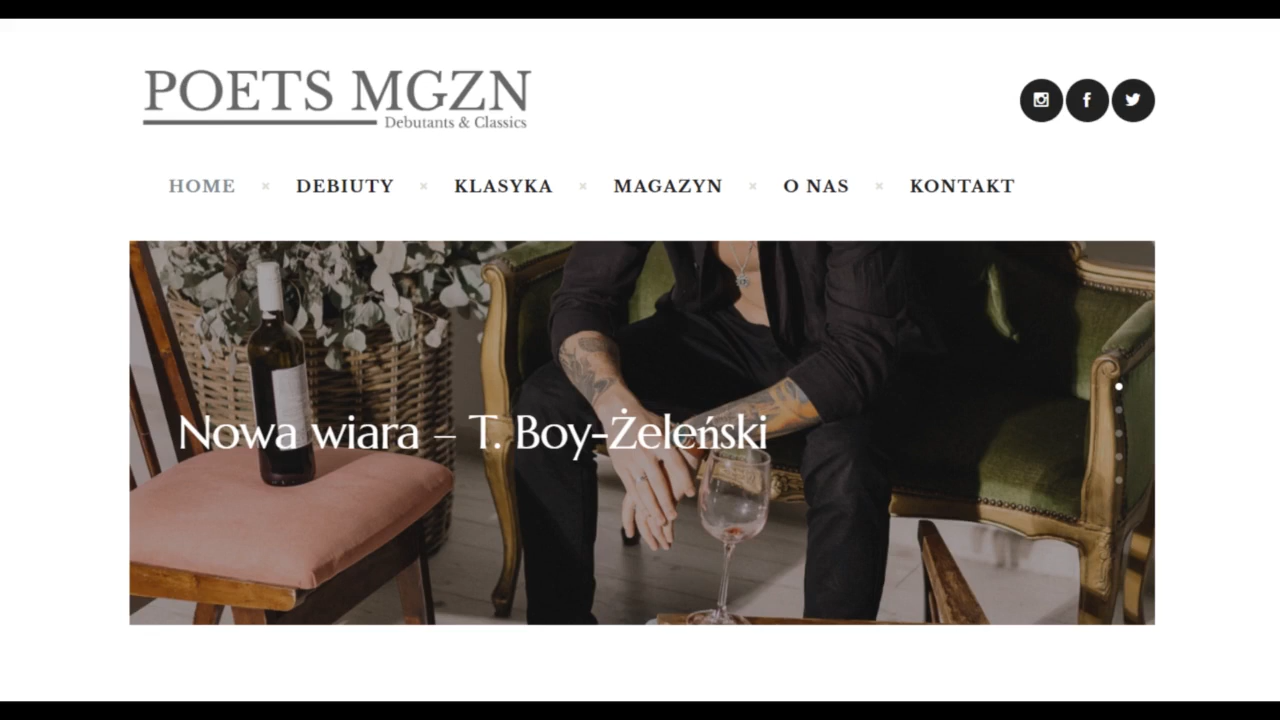 POETS MGZN
Debutants & Classics
HOME × DEBIUTY × KLASYKA × MAGAZYN × O NAS × KONTAKT
Nowa wiara – T. Boy-Żeleński